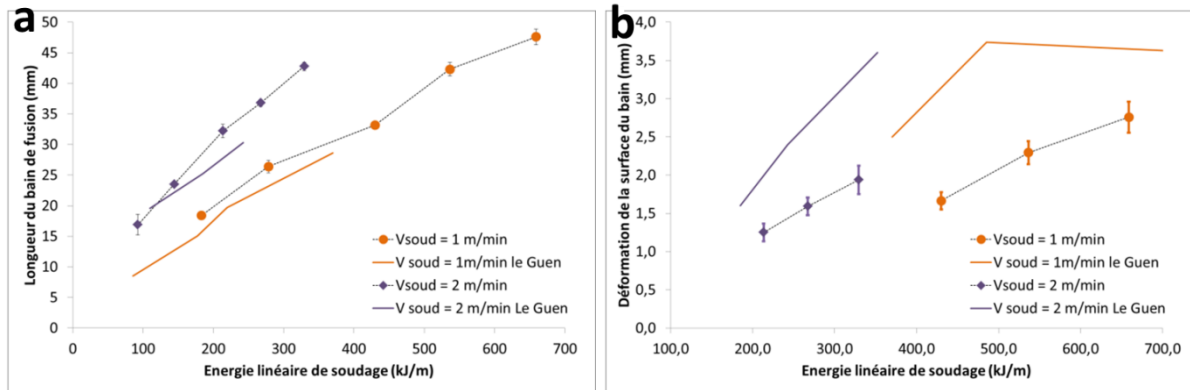 a
Longueur du bain de fusion (mm)
50
45
40
35
30
25
20
15
10
5
0
0 100 200 300 400 500 600 700
Energie linéaire de soudage (kJ/m)
Vsoud = 1 m/min
V soud = 1m/min le Guen
Vsoud = 2 m/min
V soud = 2 m/min Le Guen
b
Déformation de la surface du bain (mm)
4,0
3,5
3,0
2,5
2,0
1,5
1,0
0,5
0,0
100,0 200,0 300,0 400,0 500,0 600,0 700,0
Energie linéaire de soudage (kJ/m)
Vsoud = 1 m/min
V soud = 1m/min le Guen
Vsoud = 2 m/min
V soud = 2 m/min Le Guen